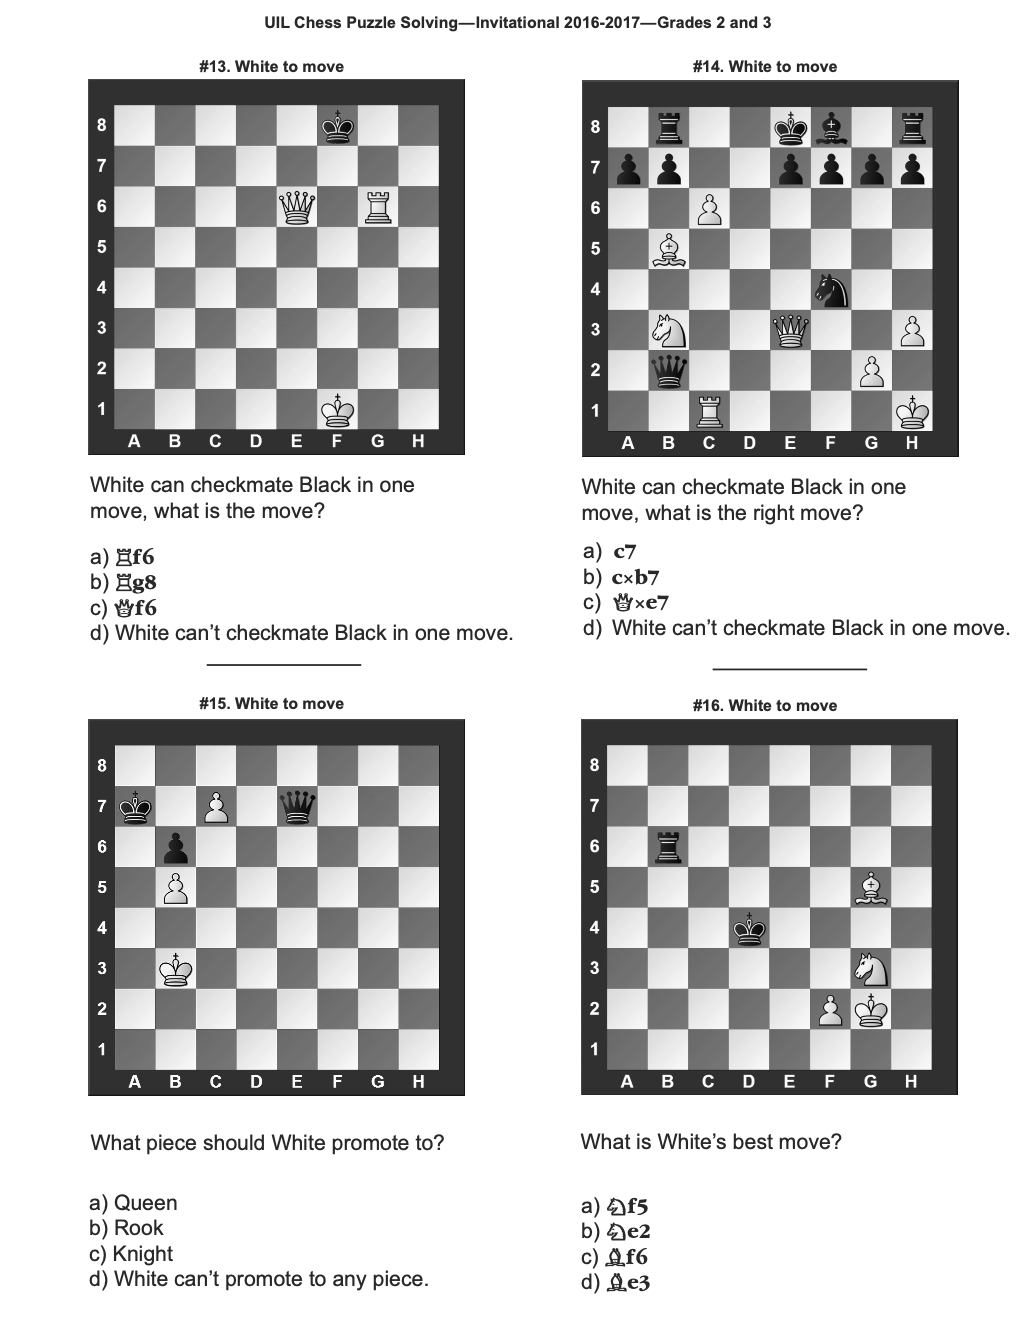 UIL Chess Puzzle Solving—Invitational 2016-2017—Grades 2 and 3
#13. White to move
8
7
6
5
4
3
2
1
A B C D E F G H
White can checkmate Black in one
move, what is the move?
a) ♖f6
b) ♖g8
c) ♕f6
d) White can’t checkmate Black in one move.
#14. White to move
8
7
6
5
4
3
2
1
A B C D E F G H
White can checkmate Black in one
move, what is the right move?
a) c7
b) c×b7
c) ♕×e7
d) White can’t checkmate Black in one move.
#15. White to move
8
7
6
5
4
3
2
1
A B C D E F G H
What piece should White promote to?
a) Queen
b) Rook
c) Knight
d) White can’t promote to any piece.
#16. White to move
8
7
6
5
4
3
2
1
A B C D E F G H
What is White’s best move?
a) ♘f5
b) ♘e2
c) ♗f6
d) ♗e3